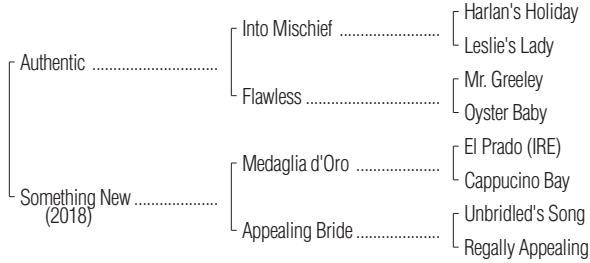 Harlan's Holiday
Into Mischief ....................
Leslie's Lady
Authentic ............................
Mr. Greeley
Flawless ..............................
Oyster Baby
El Prado (IRE)
Medaglia d'Oro ...................
Cappucino Bay
Something New ...................
(2018)
Unbridled's Song
Appealing Bride ...................
Regally Appealing